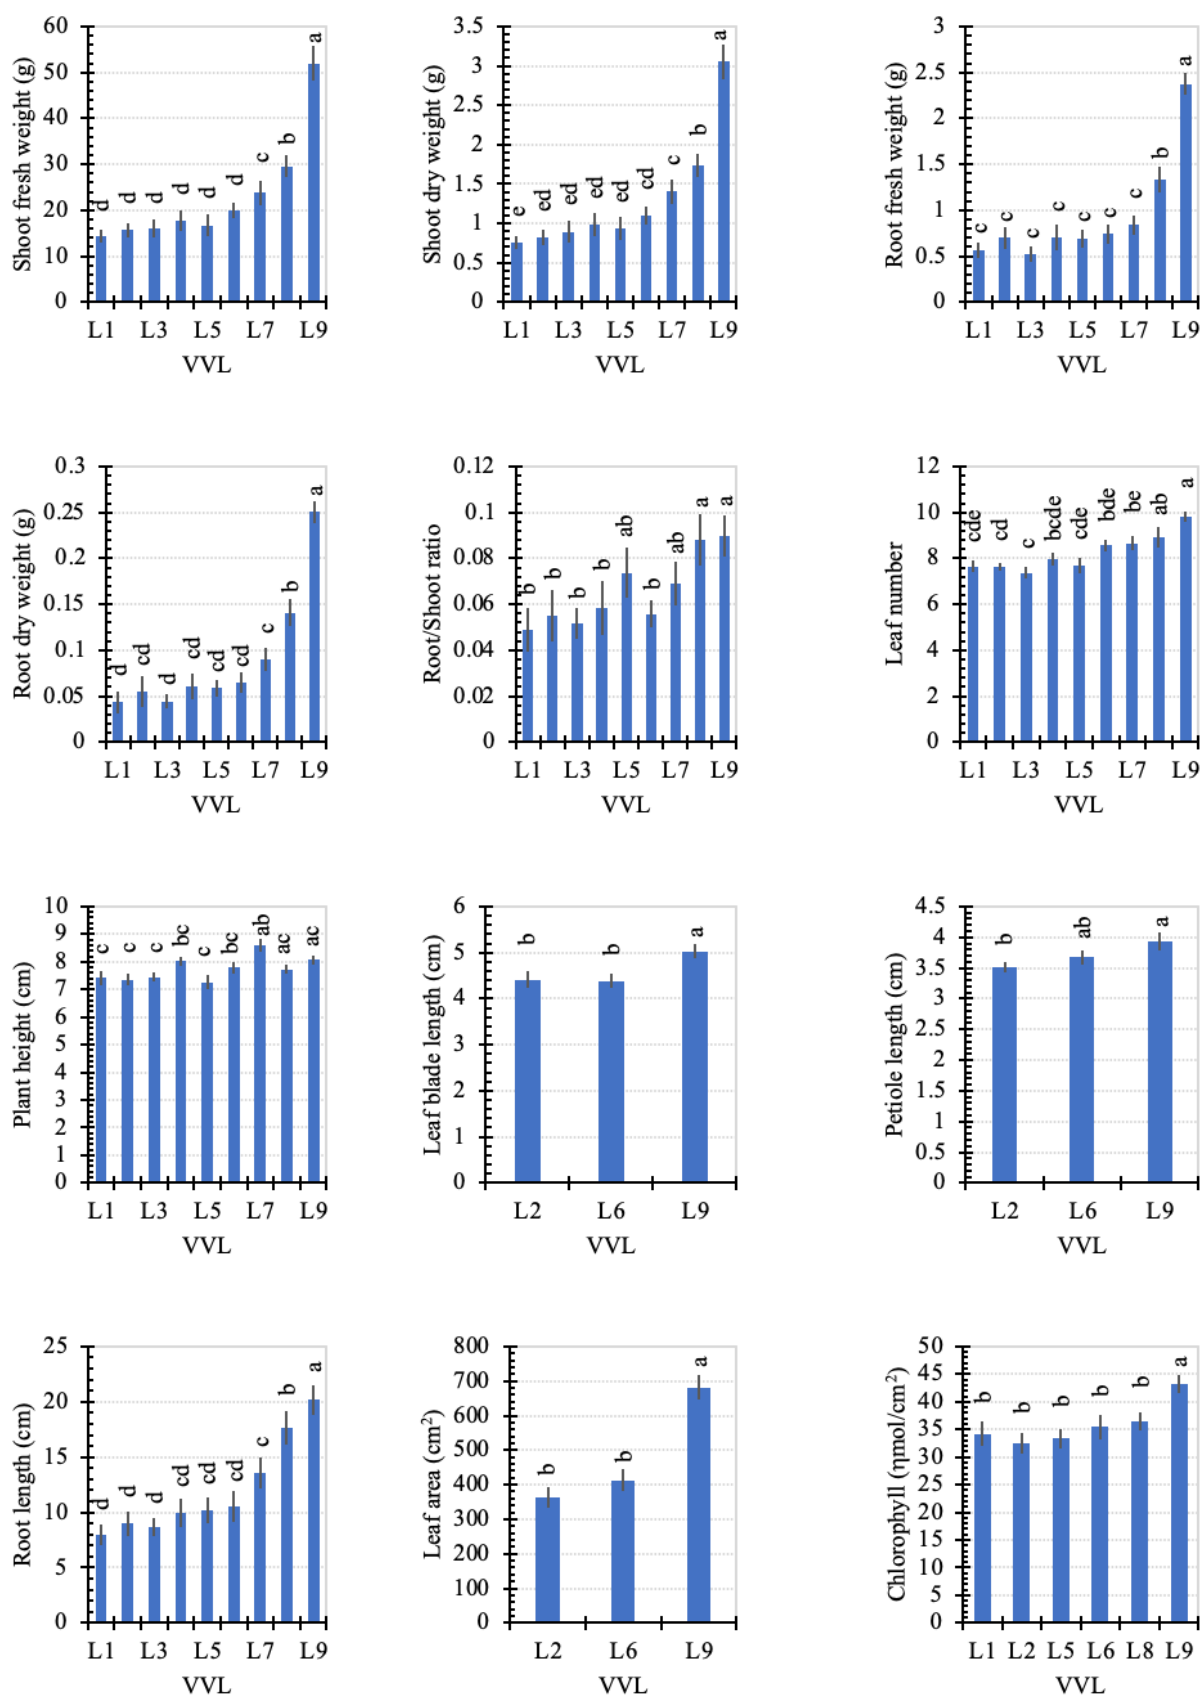 Shoot fresh weight (g)
60
50
40
30
20
10
0
d d d d d d c b a
L1 L3 L5 L7 L9
VVL
Shoot dry weight (g)
3.5
3
2.5
2
1.5
1
0.5
0
e ed ed ed ed cd c b a
L1 L3 L5 L7 L9
VVL
Root fresh weight (g)
3
2.5
2
1.5
1
0.5
0
c c c c c c c b a
L1 L3 L5 L7 L9
VVL
Root dry weight (g)
0.3
0.25
0.2
0.15
0.1
0.05
0
d cd d cd cd cd c b a
L1 L3 L5 L7 L9
VVL
Root/Shoot ratio
0.12
0.1
0.08
0.06
0.04
0.02
0
b b b b ab b ab a a
L1 L3 L5 L7 L9
VVL
Leaf number
12
10
8
6
4
2
0
cde cd c bcde cde bde be ab a
L1 L3 L5 L7 L9
VVL
Plant height (cm)
10
9
8
7
6
5
4
3
2
1
0
c c c bc c bc ab ac ac
L1 L3 L5 L7 L9
VVL
Leaf blade length (cm)
6
5
4
3
2
1
0
b b a
L2 L6 L9
VVL
Petiole length (cm)
4.5
4
3.5
3
2.5
2
1.5
1
0.5
0
b ab a
L2 L6 L9
VVL
Root length (cm)
25
20
15
10
5
0
d d d cd cd cd c b a
L1 L3 L5 L7 L9
VVL
Leaf area (cm²)
800
700
600
500
400
300
200
100
0
b b a
L2 L6 L9
VVL
Chlorophyll (ηmol/cm²)
50
45
40
35
30
25
20
15
10
5
0
b b b b b a
L1 L2 L5 L6 L8 L9
VVL